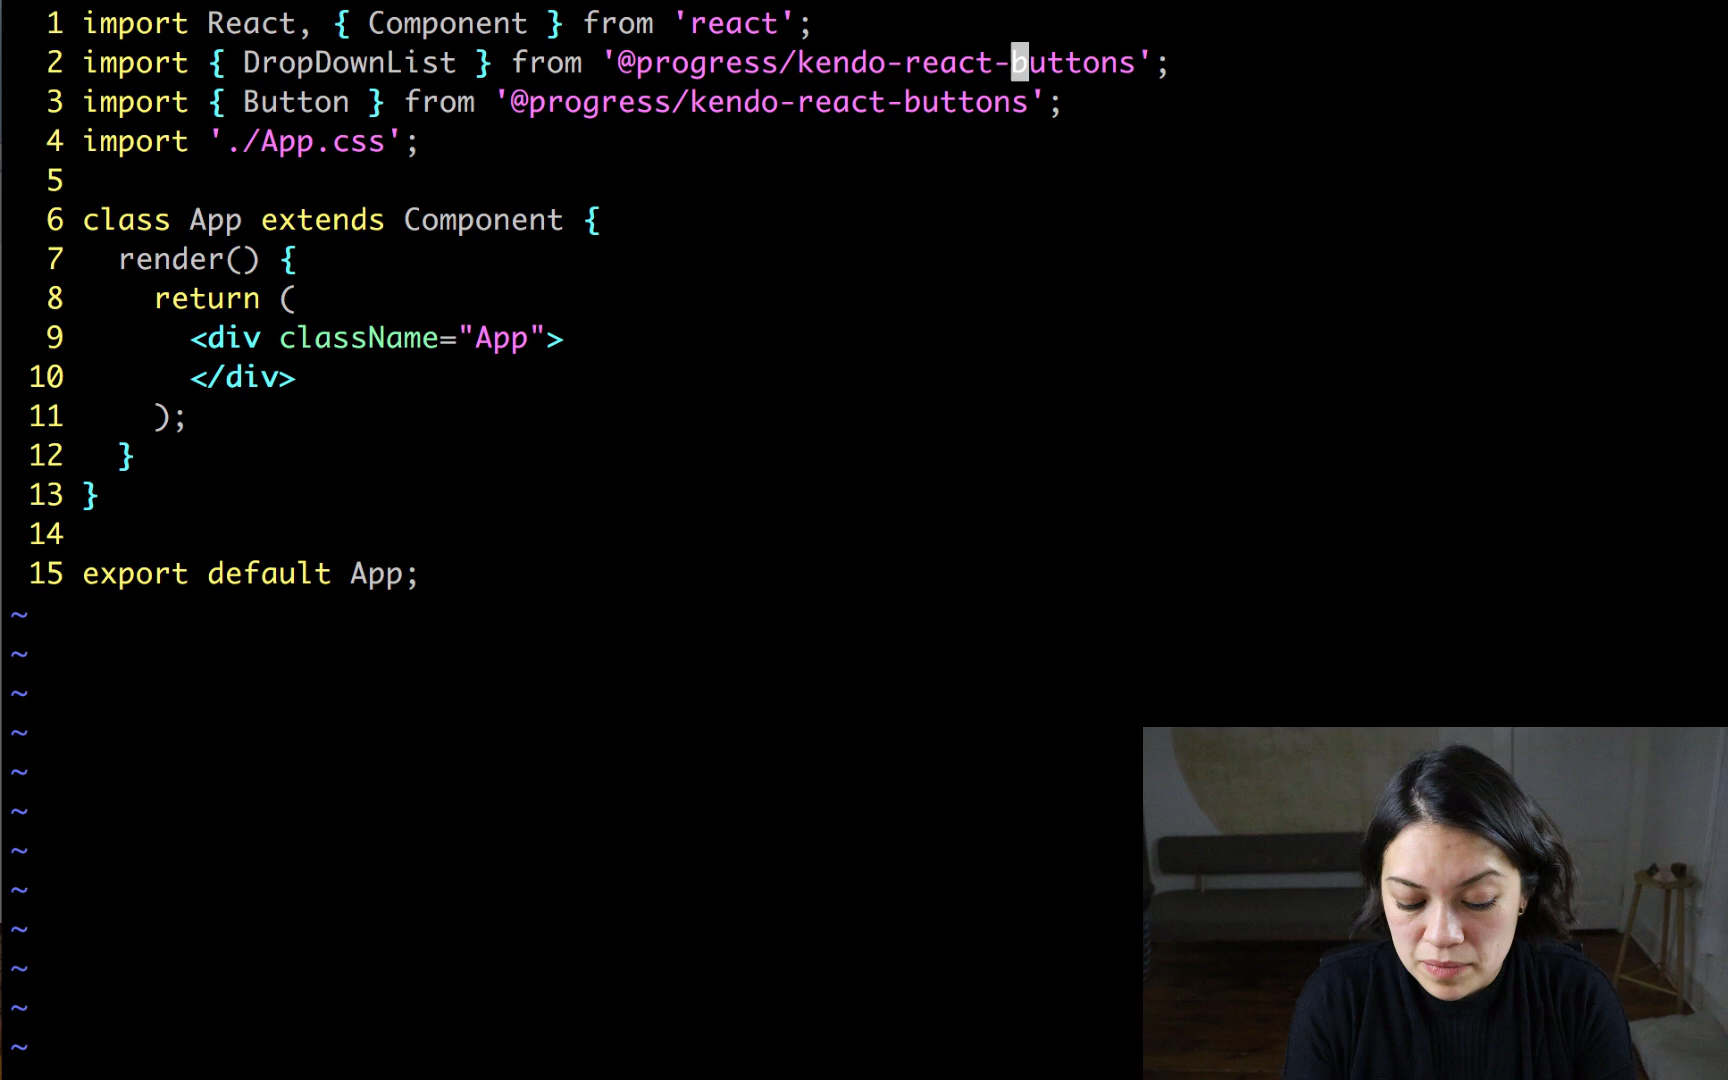 1 import React, { Component } from 'react';
2 import { DropDownList } from '@progress/kendo-react-buttons';
3 import { Button } from '@progress/kendo-react-buttons';
4 import './App.css';
5
6 class App extends Component {
7   render() {
8     return (
9       <div className="App">
10       </div>
11     );
12   }
13 }
14
15 export default App;
~
~
~
~
~
~
~
~
~
~
~
~